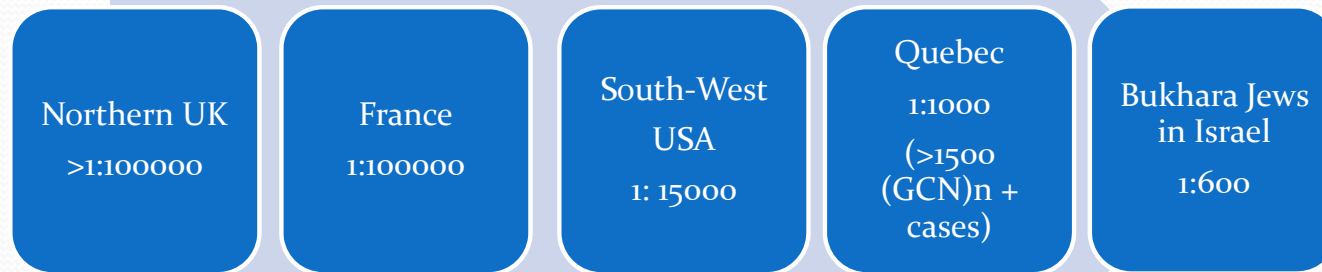 Northern UK
>1:100000
France
1:100000
South-West
USA
1: 15000
Quebec
1:1000
(>1500
(GCN)n +
cases)
Bukhara Jews
in Israel
1:600